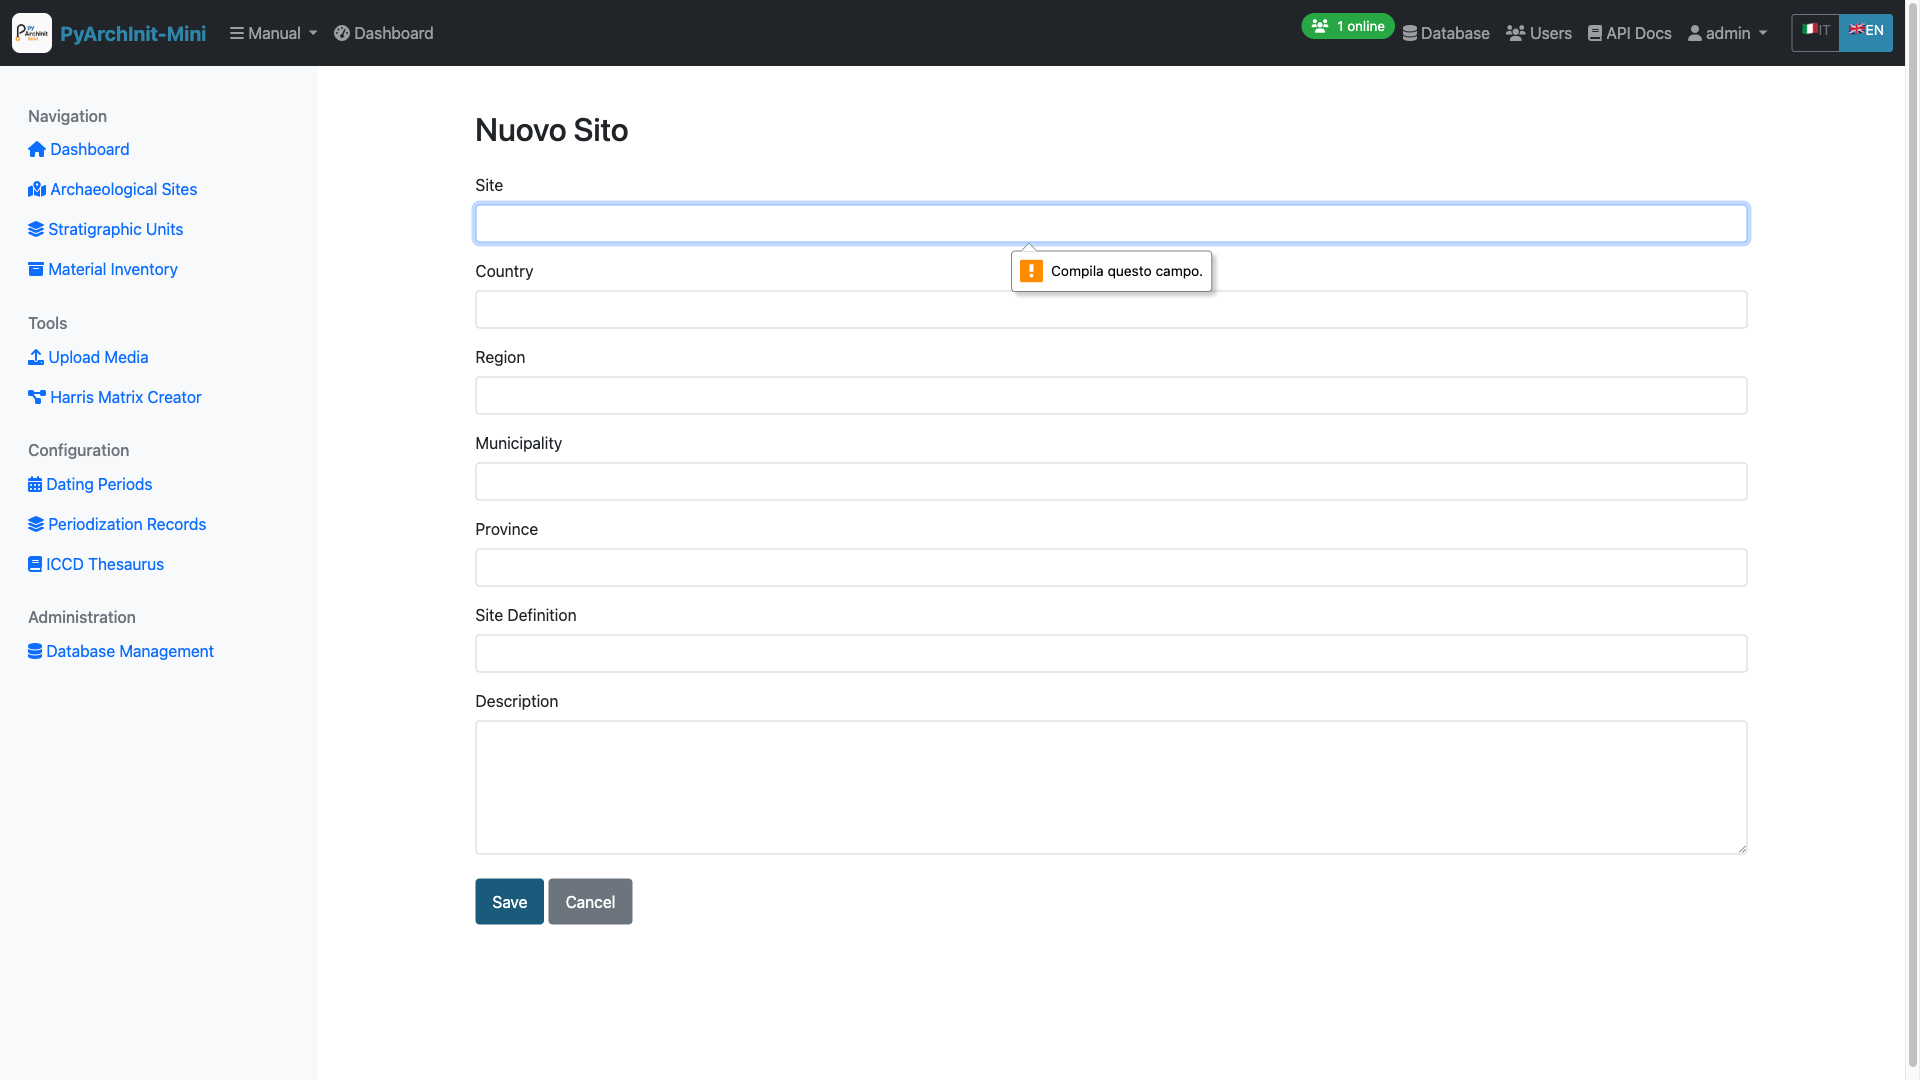 PyArchInit-Mini
Manual
Dashboard
1 online
Database
Users
API Docs
admin
IT
EN
Navigation
Dashboard
Archaeological Sites
Stratigraphic Units
Material Inventory
Tools
Upload Media
Harris Matrix Creator
Configuration
Dating Periods
Periodization Records
ICCD Thesaurus
Administration
Database Management
Nuovo Sito
Site
Compila questo campo.
Country
Region
Municipality
Province
Site Definition
Description
Save
Cancel